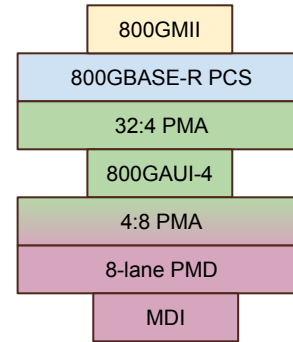 800GMII
800GBASE-R PCS
32:4 PMA
800GAUI-4
4:8 PMA
8-lane PMD
MDI